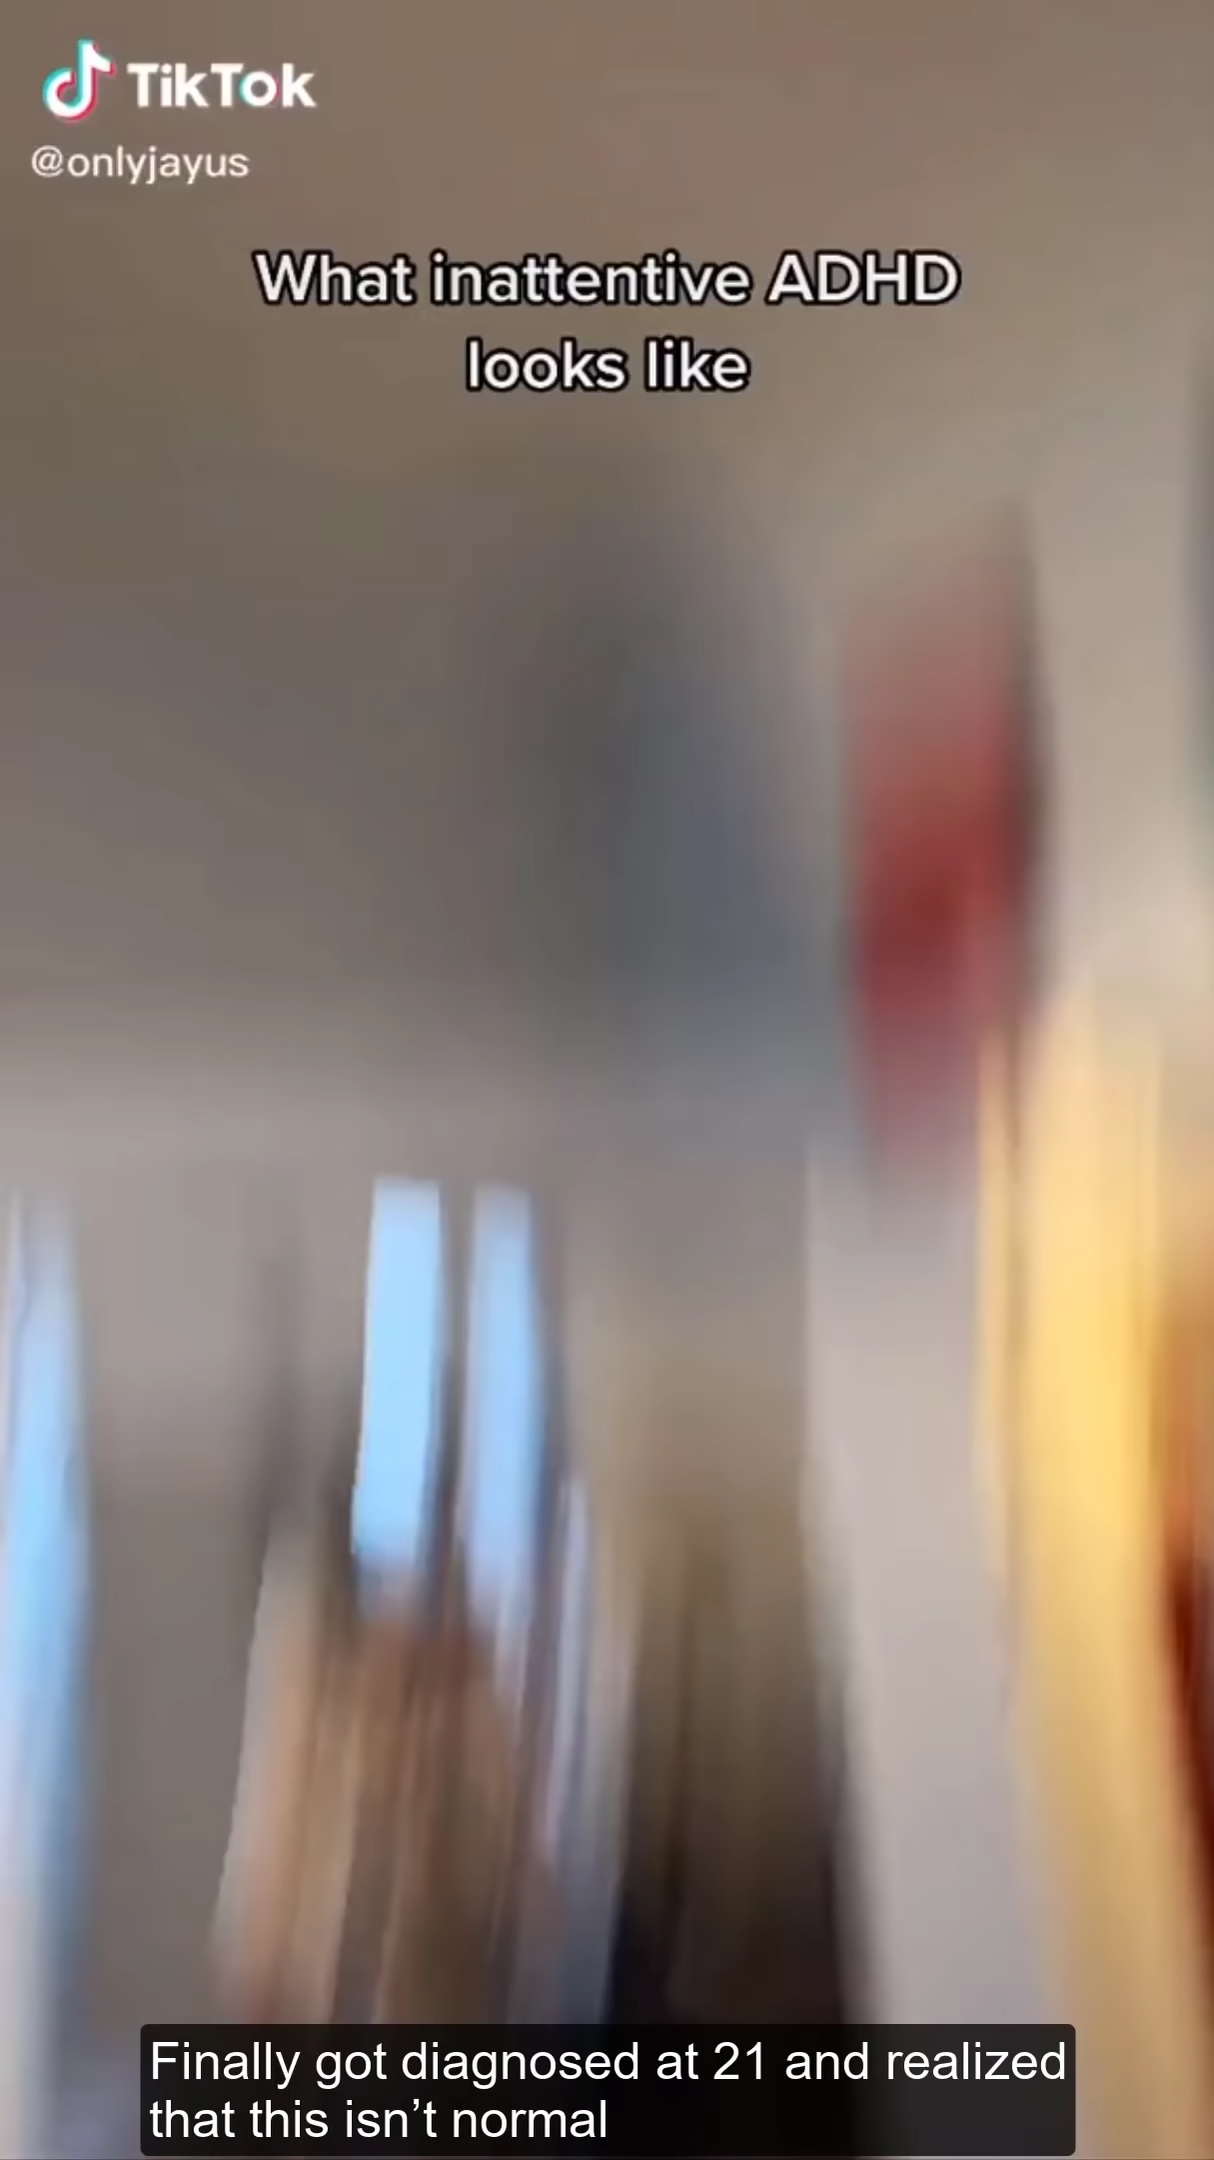 TikTok
@onlyjayus
What inattentive ADHD
looks like
Finally got diagnosed at 21 and realized
that this isn’t normal